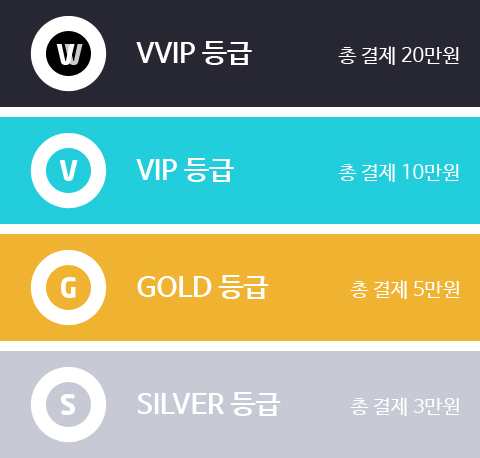 VV
VVIP 등급
총 결제 20만원
V
VIP 등급
총 결제 10만원
G
GOLD 등급
총 결제 5만원
S
SILVER 등급
총 결제 3만원